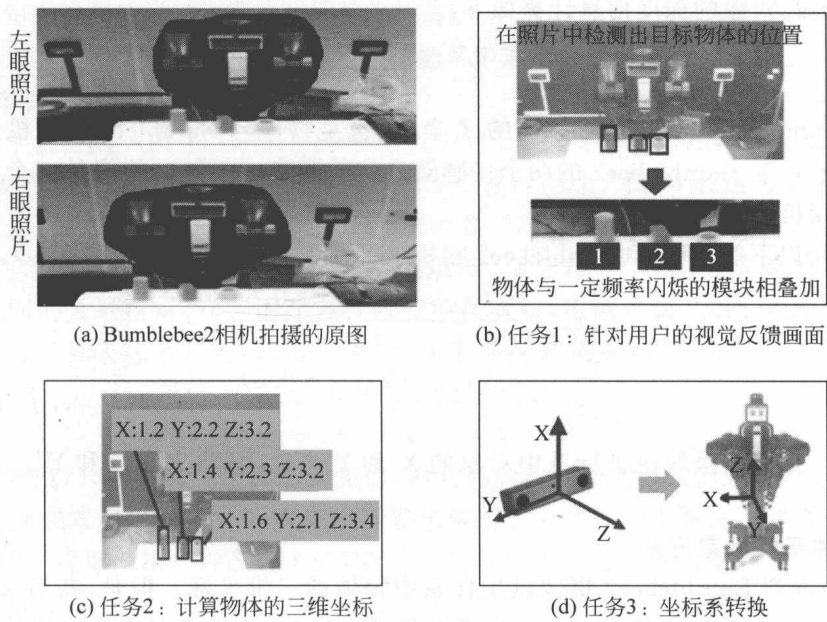 左眼照片
右眼照片
(a) Bumblebee2相机拍摄的原图
在照片中检测出目标物体的位置
1 2 3
物体与一定频率闪烁的模块相叠加
(b) 任务1：针对用户的视觉反馈画面
X:1.2 Y:2.2 Z:3.2
X:1.4 Y:2.3 Z:3.2
X:1.6 Y:2.1 Z:3.4
(c) 任务2：计算物体的三维坐标
X
Y
Z
Z
X
Y
(d) 任务3：坐标系转换